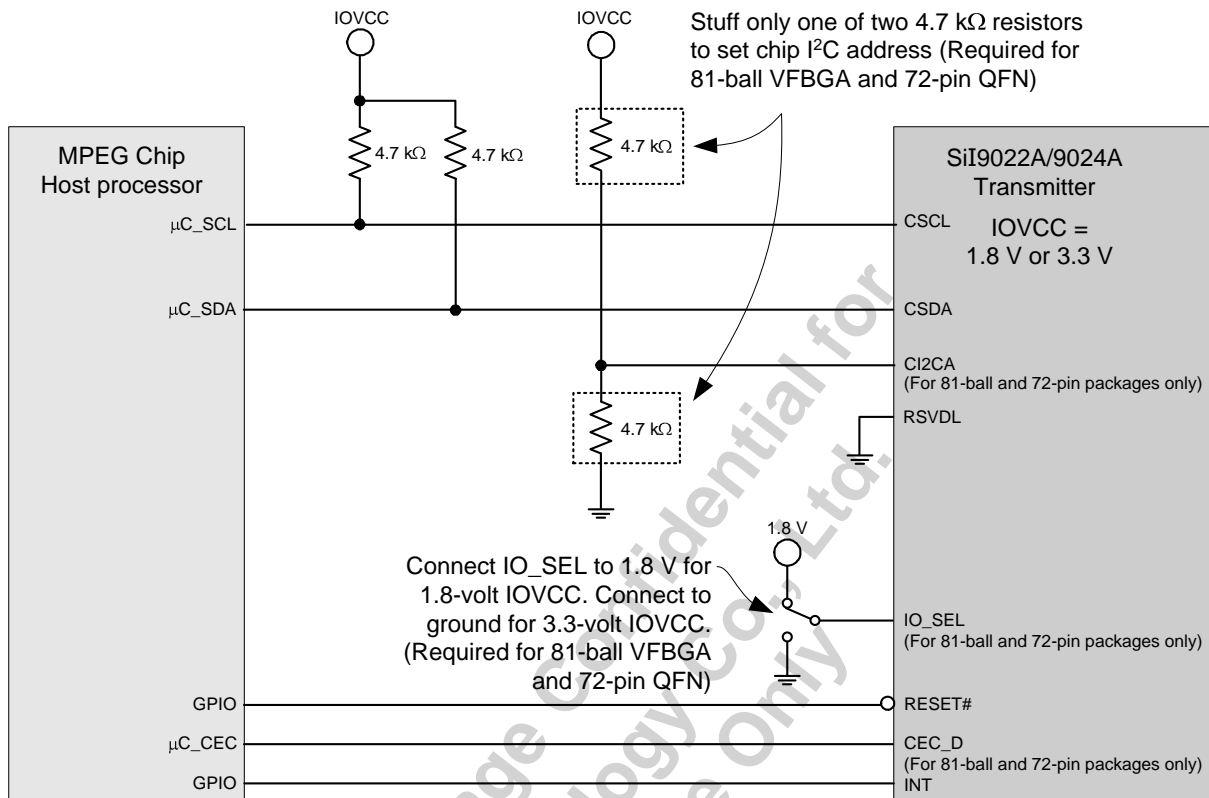 IOVCC
IOVCC
Stuff only one of two 4.7 kΩ resistors
to set chip I²C address (Required for
81-ball VFBGA and 72-pin QFN)
MPEG Chip
Host processor
4.7 kΩ
4.7 kΩ
4.7 kΩ
SiI9022A/9024A
Transmitter
IOVCC =
1.8 V or 3.3 V
μC_SCL
CSCL
μC_SDA
CSDA
CI2CA
(For 81-ball and 72-pin packages only)
4.7 kΩ
RSVDL
1.8 V
Connect IO_SEL to 1.8 V for
1.8-volt IOVCC. Connect to
ground for 3.3-volt IOVCC.
(Required for 81-ball VFBGA
and 72-pin QFN)
IO_SEL
(For 81-ball and 72-pin packages only)
GPIO
RESET#
μC_CEC
CEC_D
(For 81-ball and 72-pin packages only)
GPIO
INT
Confidential for
Co., Ltd.
Only